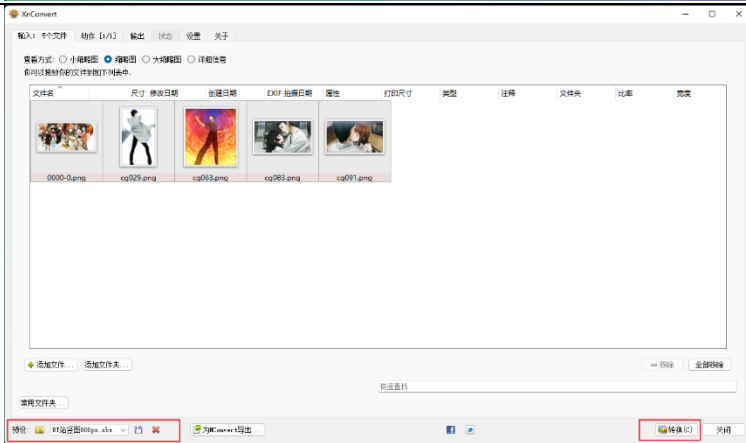 XnConvert
输入: 5个文件 动作 [1/1] 输出 状态 设置 关于
查看方式: 小缩略图 缩略图 大缩略图 详细信息
你可以拖放你的文件到如下列表中.
文件名 尺寸 修改日期 创建日期 EXIF 拍摄日期 属性 打印尺寸 类型 注释 文件夹 比率 宽度
0000-0.png cg029.png cg063.png cg083.png cg091.png
添加文件... 添加文件夹... 移除 全部移除
快速查找
常用文件夹...
预设: 800px.xbs 为NConvert导出... 转换(C) 关闭